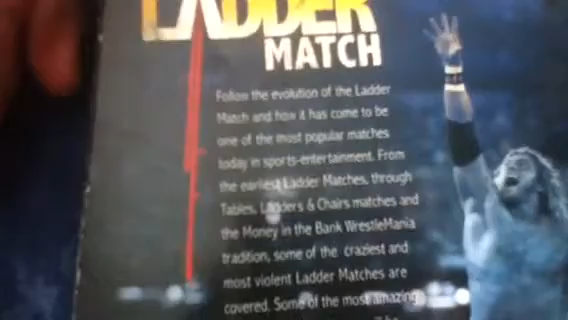 LADDER
MATCH
Follow the evolution of the Ladder
Match and how it has come to be
one of the most popular matches
today in sports-entertainment. From
the earliest Ladder Matches, through
Tables, Ladders & Chairs matches and
the Money in the Bank WrestleMania
tradition, some of the craziest and
most violent Ladder Matches are
covered. Some of the most amazing
will be